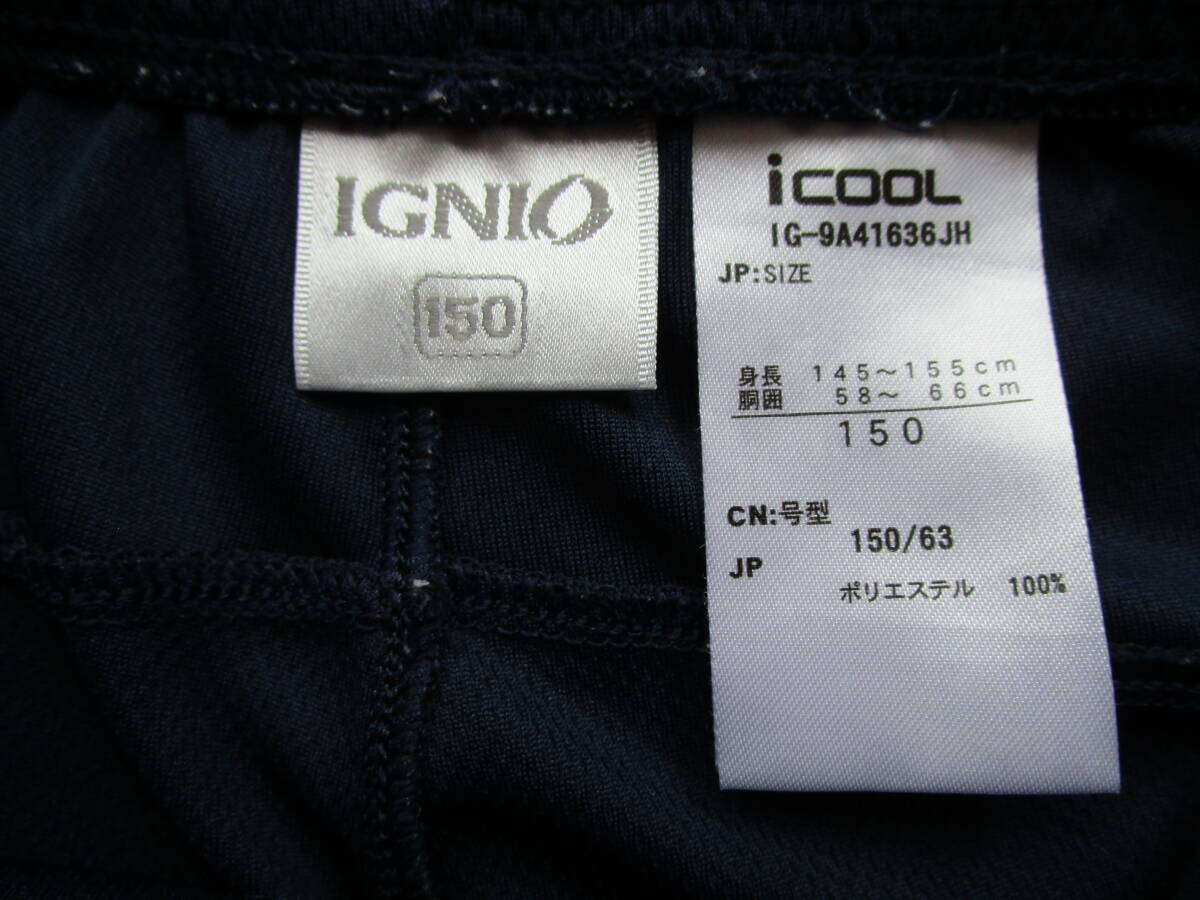 IGNIO
150
iCOOL
IG-9A41636JH
JP:SIZE
身長 145～155cm
胴囲 58～ 66cm
150
CN:号型
150/63
JP
ポリエステル 100%